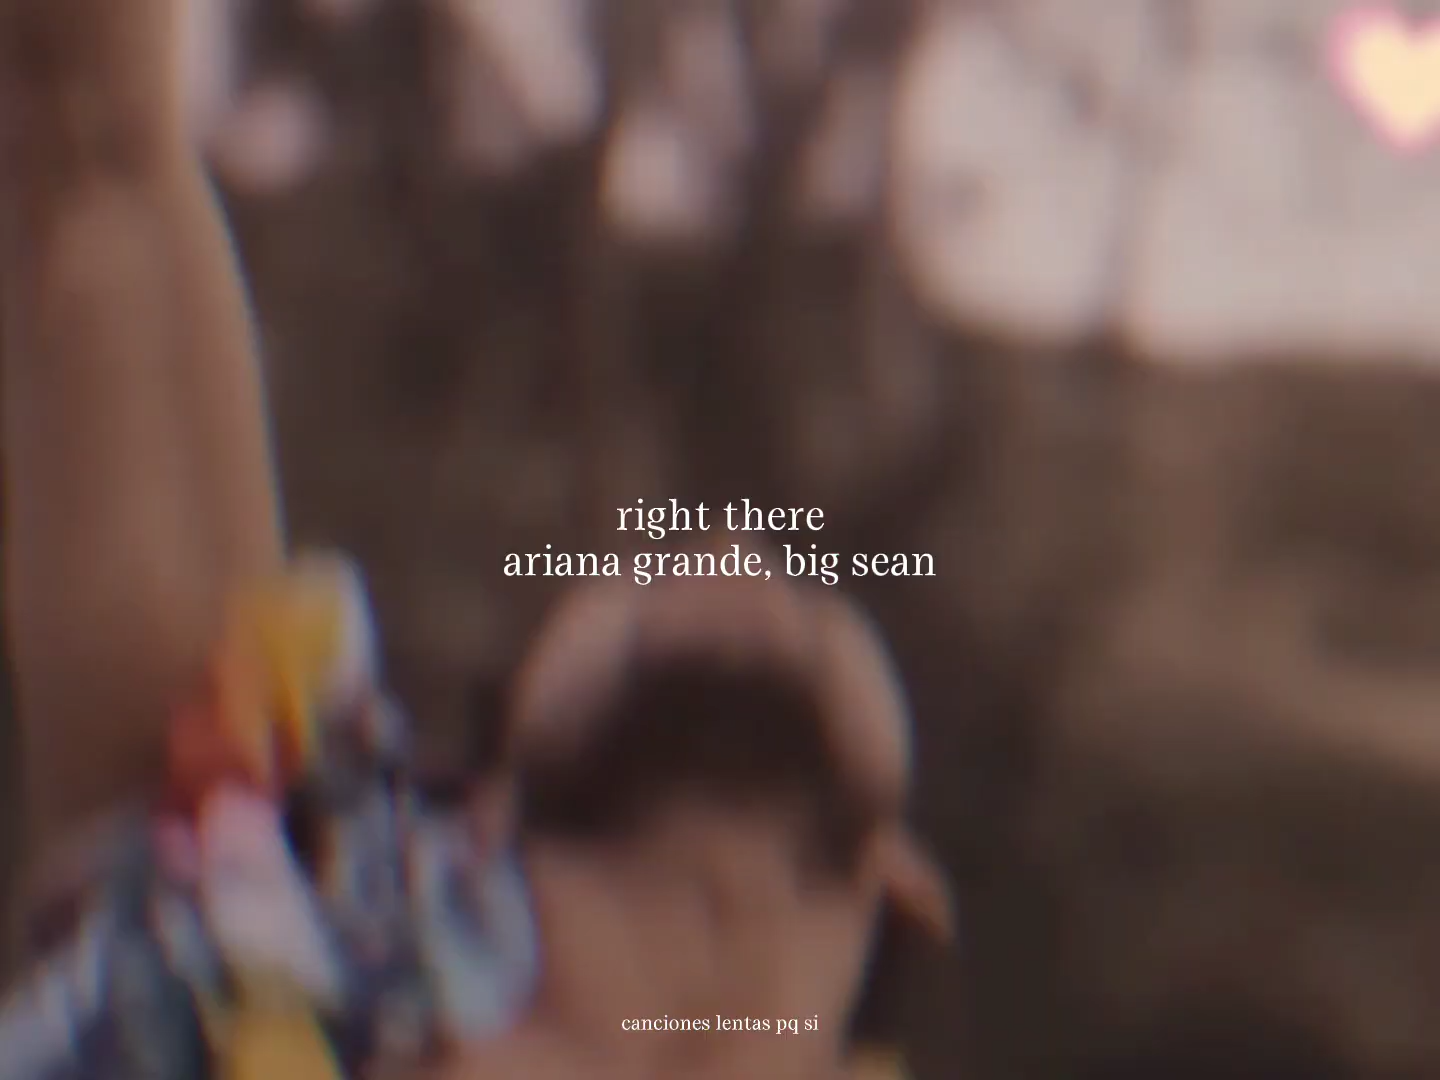 right there
ariana grande, big sean
canciones lentas pq si